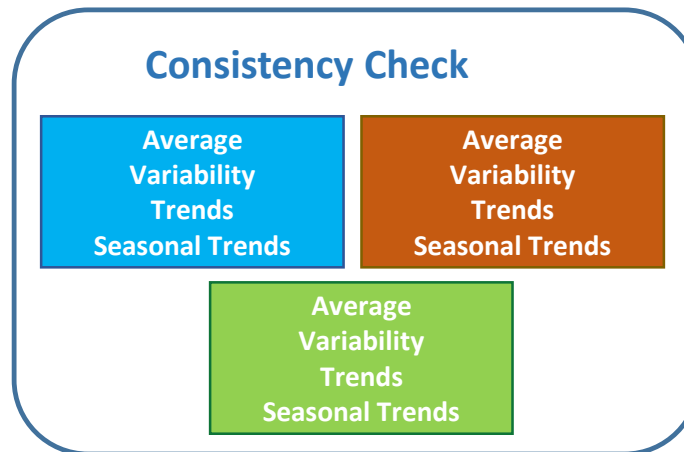 Consistency Check
Average
Variability
Trends
Seasonal Trends
Average
Variability
Trends
Seasonal Trends
Average
Variability
Trends
Seasonal Trends